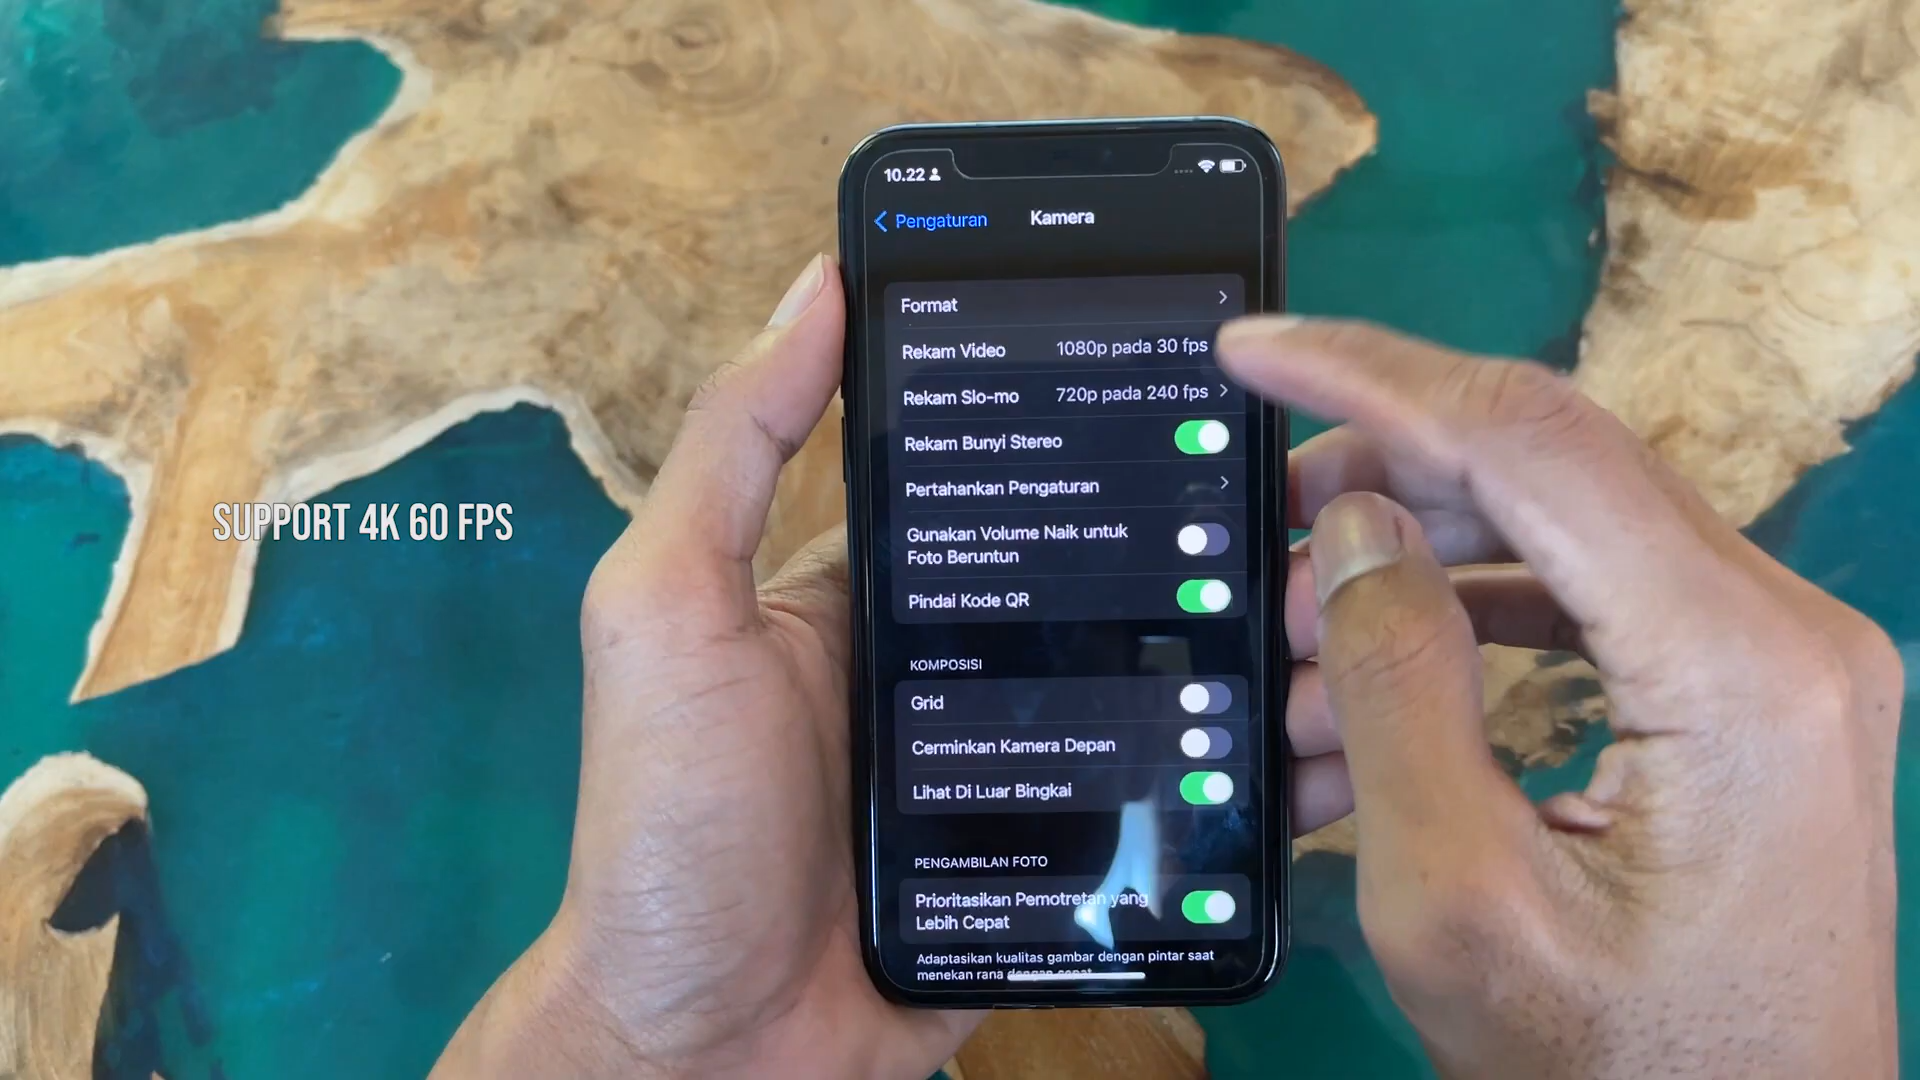 10.22
Pengaturan
Kamera
Format
Rekam Video 1080p pada 30 fps
Rekam Slo-mo 720p pada 240 fps
Rekam Bunyi Stereo
Pertahankan Pengaturan
SUPPORT 4K 60 FPS
Gunakan Volume Naik untuk
Foto Beruntun
Pindai Kode QR
KOMPOSISI
Grid
Cerminkan Kamera Depan
Lihat Di Luar Bingkai
PENGAMBILAN FOTO
Prioritasikan Pemotretan yang
Lebih Cepat
Adaptasikan kualitas gambar dengan pintar saat
menekan rana dengan cepat.